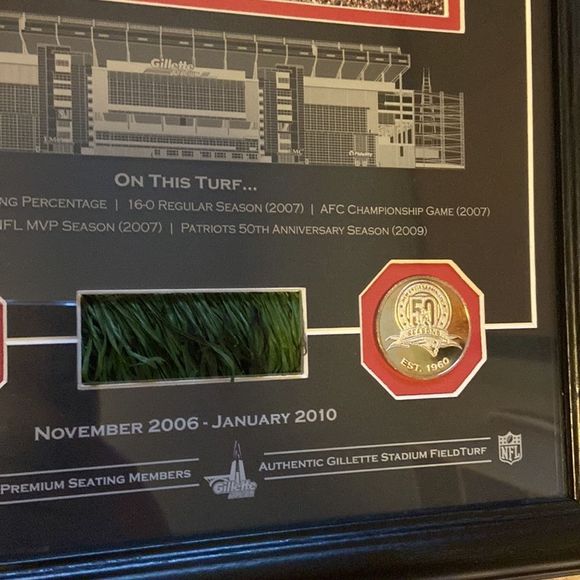 Gillette
ON THIS TURF...
NG PERCENTAGE | 16-0 REGULAR SEASON (2007) | AFC CHAMPIONSHIP GAME (2007)
NFL MVP SEASON (2007) | PATRIOTS 50TH ANNIVERSARY SEASON (2009)
50
SEASONS
EST. 1960
NOVEMBER 2006 - JANUARY 2010
PREMIUM SEATING MEMBERS
Gillette
AUTHENTIC GILLETTE STADIUM FIELDTURF
NFL